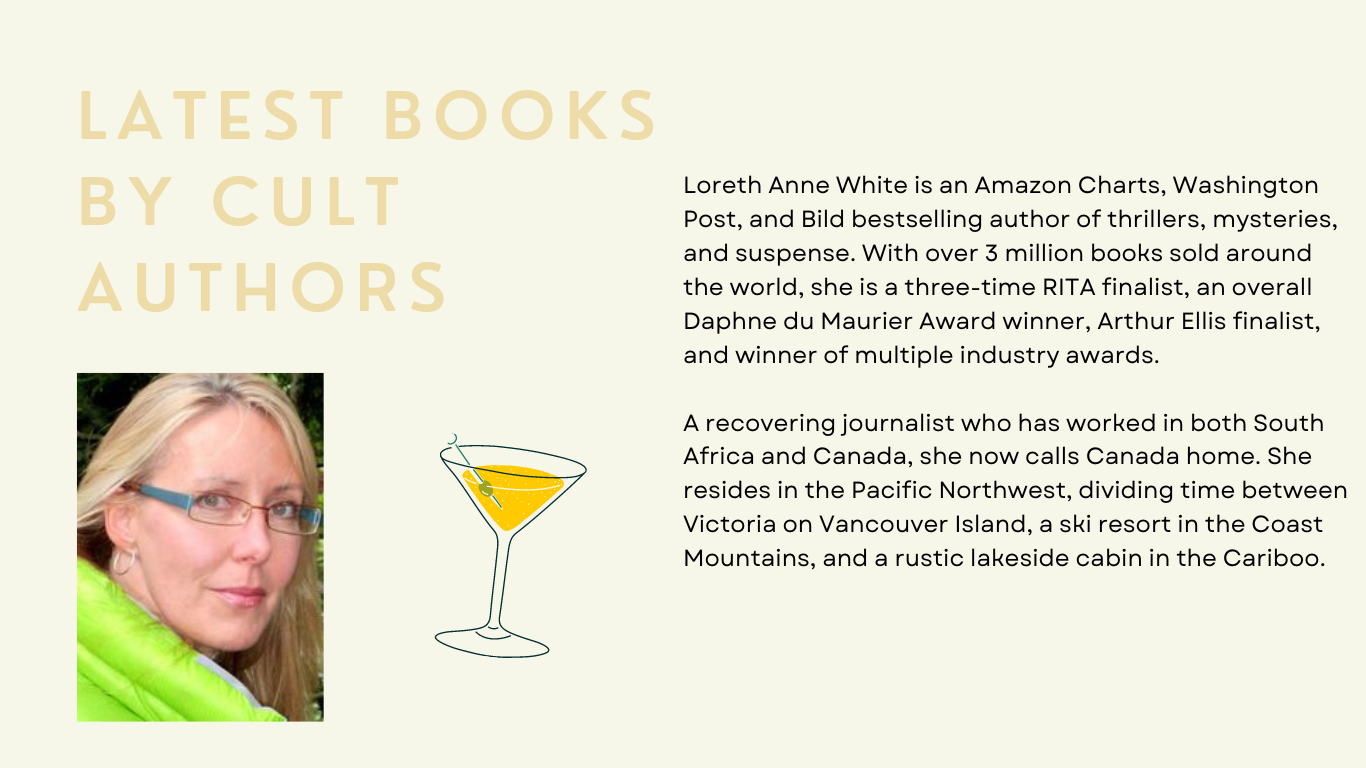 LATEST BOOKS
BY CULT
AUTHORS
Loreth Anne White is an Amazon Charts, Washington
Post, and Bild bestselling author of thrillers, mysteries,
and suspense. With over 3 million books sold around
the world, she is a three-time RITA finalist, an overall
Daphne du Maurier Award winner, Arthur Ellis finalist,
and winner of multiple industry awards.
A recovering journalist who has worked in both South
Africa and Canada, she now calls Canada home. She
resides in the Pacific Northwest, dividing time between
Victoria on Vancouver Island, a ski resort in the Coast
Mountains, and a rustic lakeside cabin in the Cariboo.